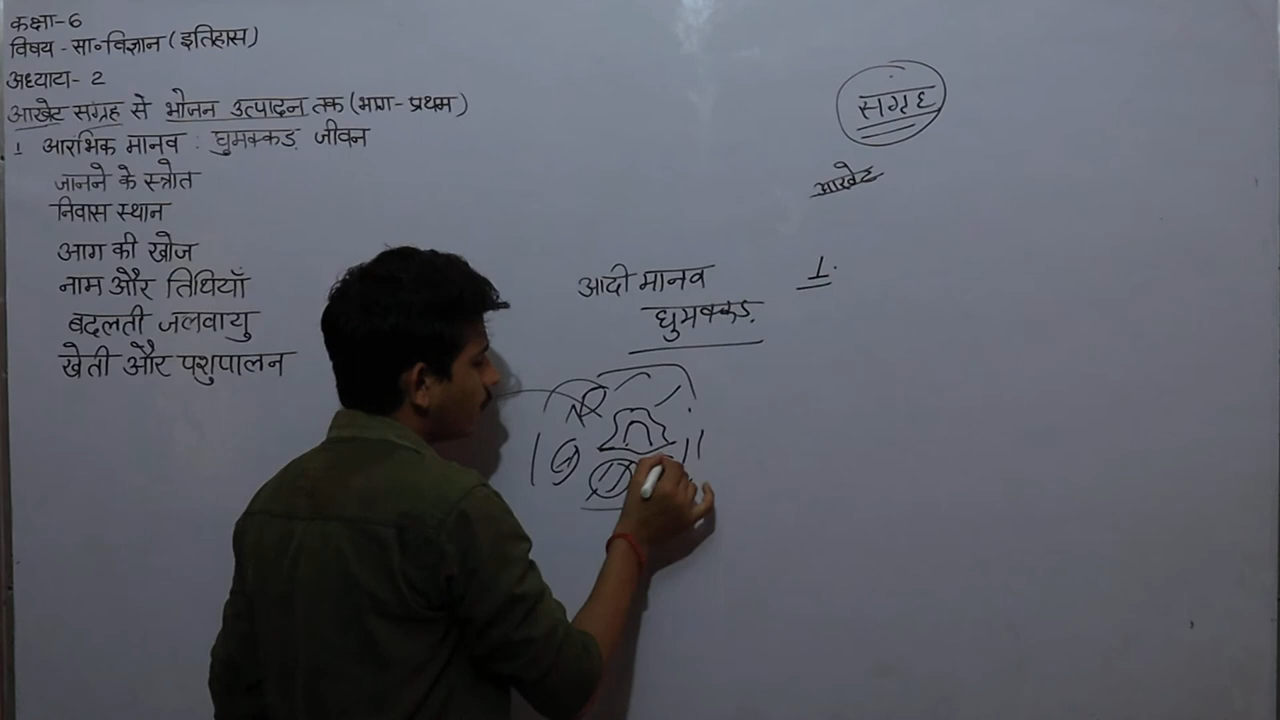 कक्षा-6
विषय - सा॰विज्ञान (इतिहास)
अध्याटा- 2
आखेट संग्रह से भोजन उत्पादन तक (भाग- प्रथम)
1 आरंभिक मानव : घुमक्कड़ जीवन
जानने के स्त्रोत
निवास स्थान
आग की खोज
नाम और तिथियाँ
बदलती जलवायु
खेती और पशुपालन
संग्रह
आखेट
आदी मानव
घुमक्कड़
1.